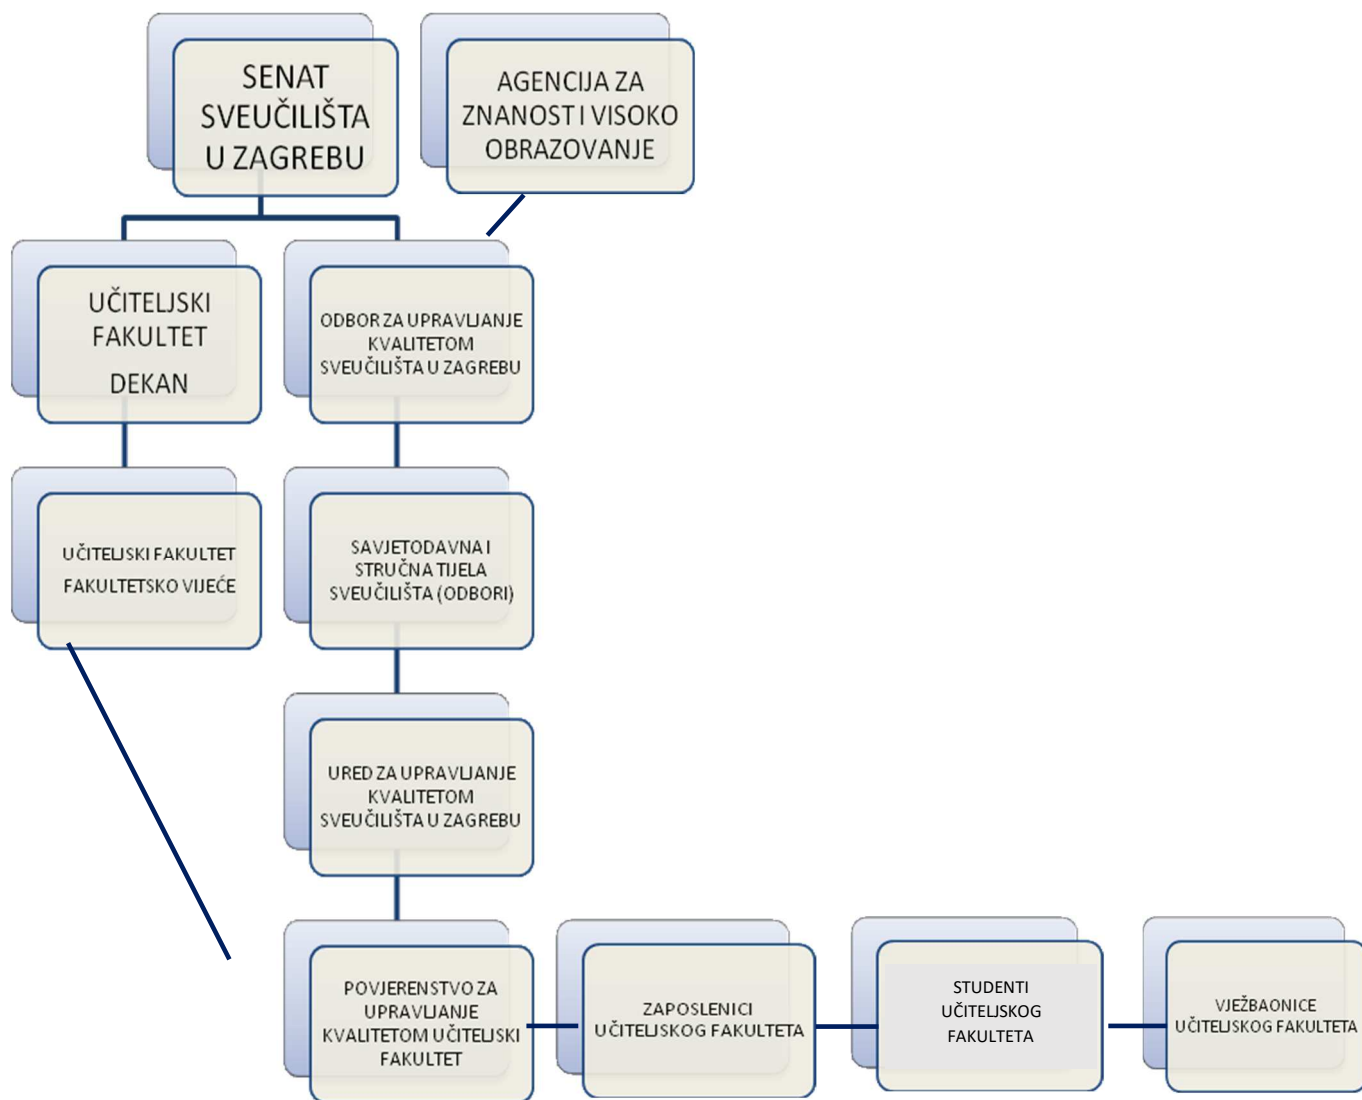 SENAT
SVEUČILIŠTA
U ZAGREBU
AGENCIJA ZA
ZNANOST I VISOKO
OBRAZOVANJE
UČITELJSKI
FAKULTET
DEKAN
ODBOR ZA UPRAVLJANJE
KVALITETOM
SVEUČILIŠTA U ZAGREBU
UČITELJSKI FAKULTET
FAKULTETSKO VIJEĆE
SAVJETODAVNA I
STRUČNA TIJELA
SVEUČILIŠTA (ODBORI)
URED ZA UPRAVLJANJE
KVALITETOM
SVEUČILIŠTA U ZAGREBU
POVJERENSTVO ZA
UPRAVLJANJE
KVALITETOM UČITELJSKI
FAKULTET
ZAPOSLENICI
UČITELJSKOG FAKULTETA
STUDENTI
UČITELJSKOG
FAKULTETA
VJEŽBAONICE
UČITELJSKOG FAKULTETA